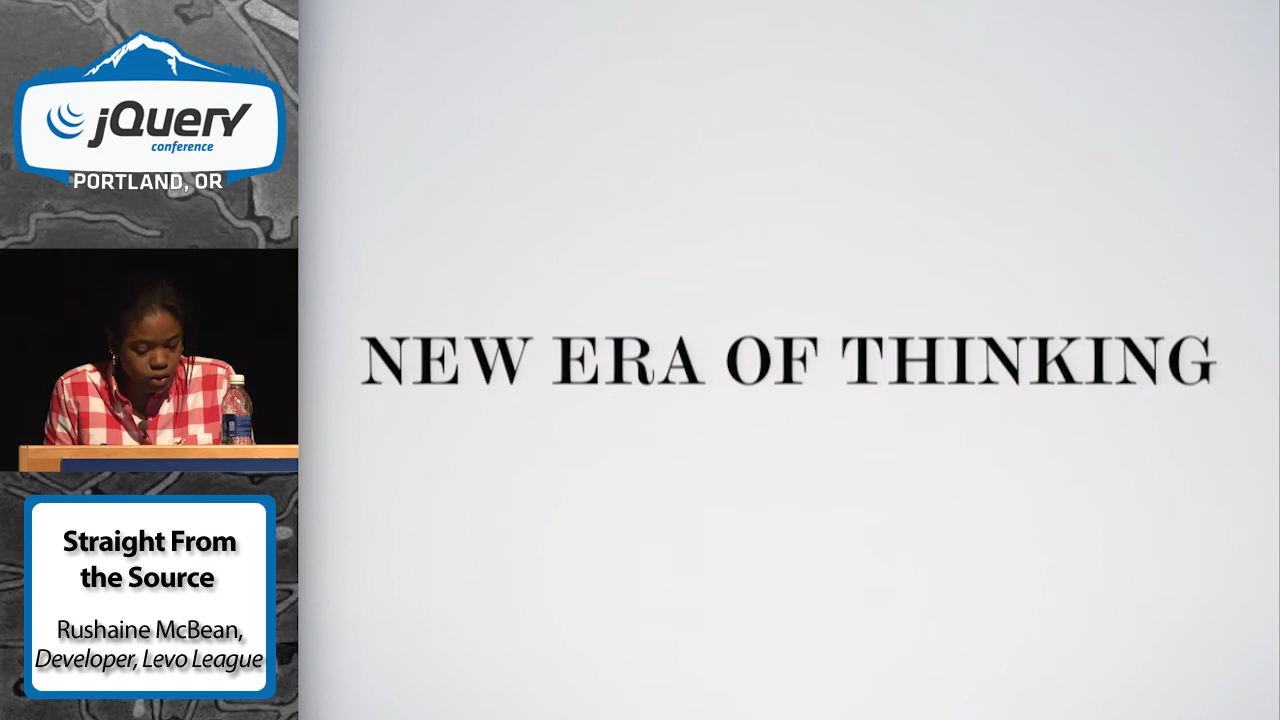 jQuery
conference
PORTLAND, OR
NEW ERA OF THINKING
Straight From
the Source
Rushaine McBean,
Developer, Levo League